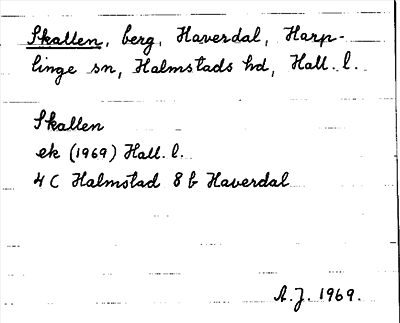 Skallen, berg, Haverdal, Harp-
linge sn, Halmstads hd, Hall. l.
Skallen
ek (1969) Hall. l.
4 C Halmstad 8 b Haverdal
A.J. 1969.